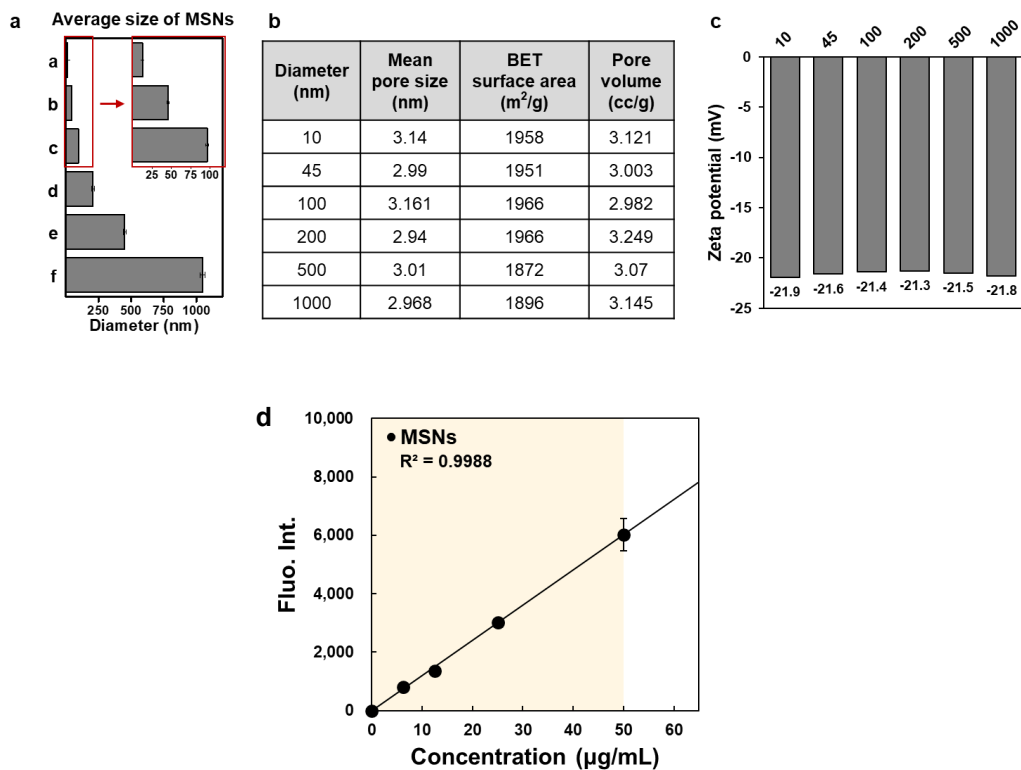 a
Average size of MSNs
a
b
c
d
e
f
25 50 75 100
250 500 750 1000
Diameter (nm)
b
Diameter (nm) Mean pore size (nm) BET surface area (m²/g) Pore volume (cc/g)
10 3.14 1958 3.121
45 2.99 1951 3.003
100 3.161 1966 2.982
200 2.94 1966 3.249
500 3.01 1872 3.07
1000 2.968 1896 3.145
c
10 45 100 200 500 1000
Zeta potential (mV)
0
-5
-10
-15
-20
-25
-21.9 -21.6 -21.4 -21.3 -21.5 -21.8
d
MSNs
R² = 0.9988
Fluo. Int.
10,000
8,000
6,000
4,000
2,000
0
0 10 20 30 40 50 60
Concentration (µg/mL)